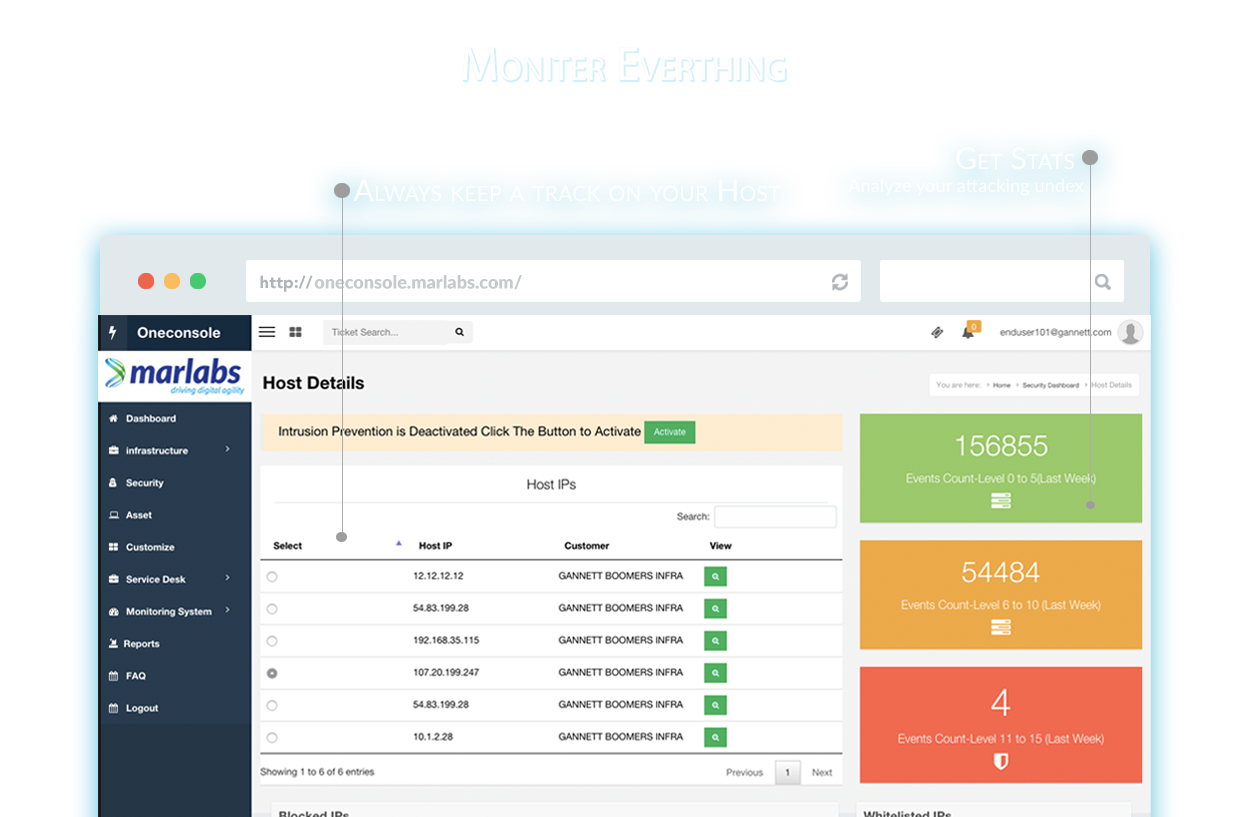 Moniter Everthing
Get Stats
Analyze your attacking undex
Always keep a track on your Host
http://oneconsole.marlabs.com/
Oneconsole
Ticket Search...
0
enduser101@gannett.com
marlabs
driving digital agility
Host Details
You are here: Home Security Dashboard Host Details
Dashboard
infrastructure
Security
Asset
Customize
Service Desk
Monitoring System
Reports
FAQ
Logout
Intrusion Prevention is Deactivated Click The Button to Activate Activate
Host IPs
Search:
Select Host IP Customer View
12.12.12.12 GANNETT BOOMERS INFRA
54.83.199.28 GANNETT BOOMERS INFRA
192.168.35.115 GANNETT BOOMERS INFRA
107.20.199.247 GANNETT BOOMERS INFRA
54.83.199.28 GANNETT BOOMERS INFRA
10.1.2.28 GANNETT BOOMERS INFRA
Showing 1 to 6 of 6 entries
Previous 1 Next
156855
Events Count-Level 0 to 5(Last Week)
54484
Events Count-Level 6 to 10 (Last Week)
4
Events Count-Level 11 to 15 (Last Week)
Blocked IPs
Whitelisted IPs